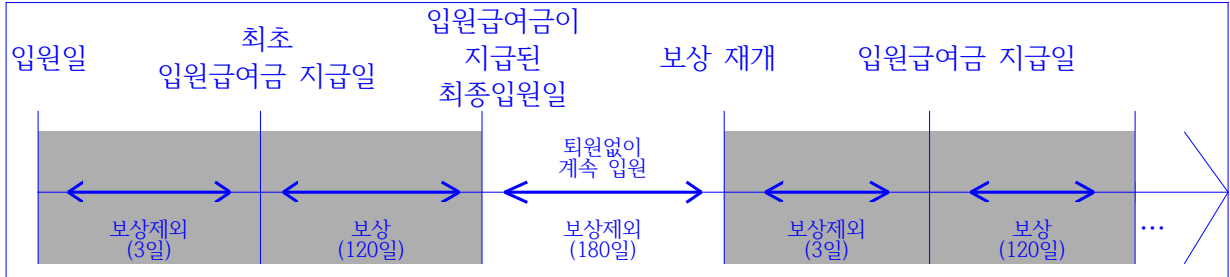 입원일
최초
입원급여금 지급일
입원급여금이
지급된
최종입원일
보상 재개
입원급여금 지급일
퇴원없이
계속 입원
보상제외
(3일)
보상
(120일)
보상제외
(180일)
보상제외
(3일)
보상
(120일)
…